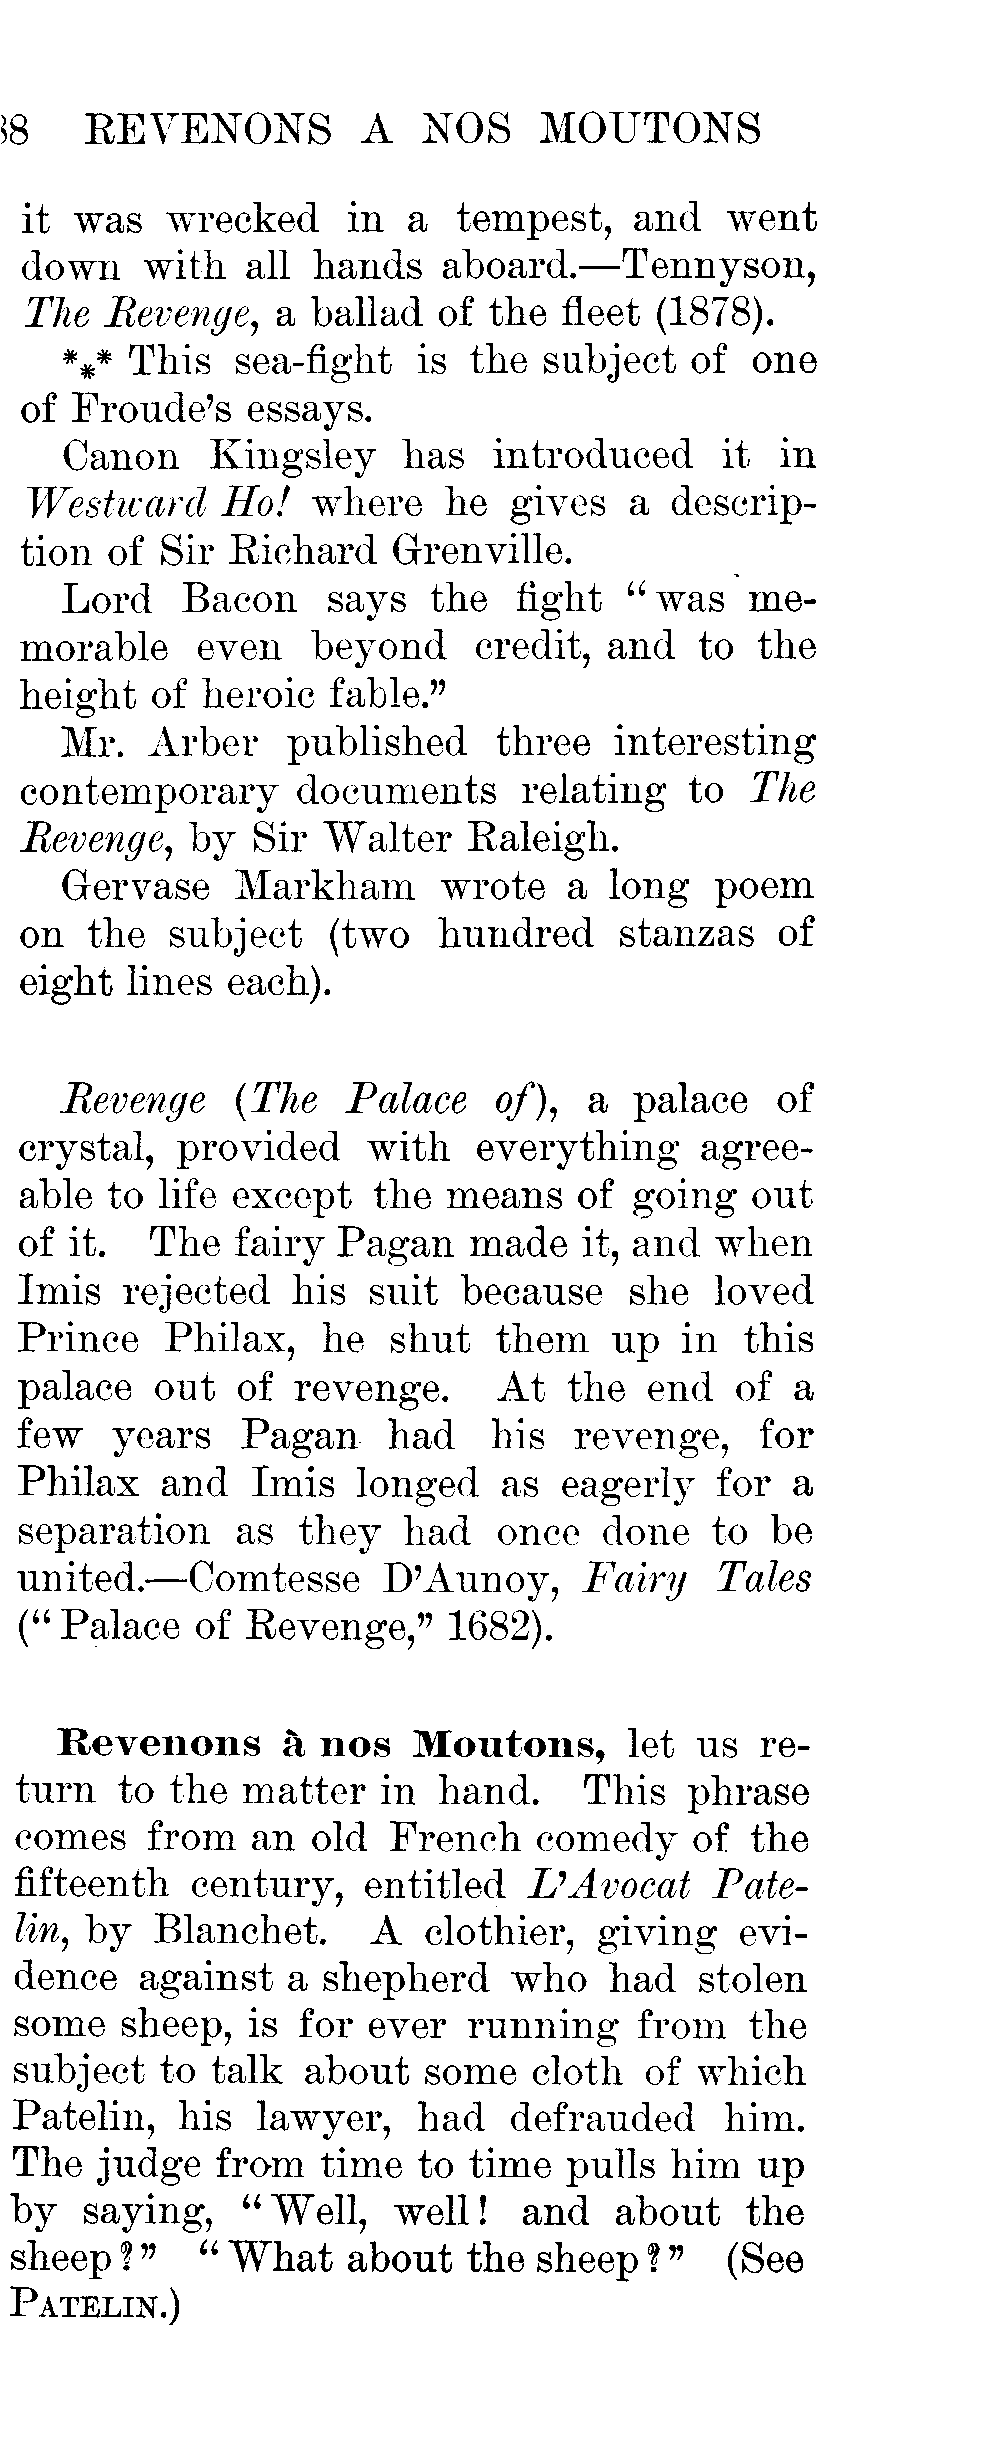 38 REVENONS A NOS MOUTONS
it was wrecked in a tempest, and went
down with all hands aboard.—Tennyson,
The Revenge, a ballad of the fleet (1878).
*⁎* This sea-fight is the subject of one
of Froude's essays.
Canon Kingsley has introduced it in
Westward Ho! where he gives a descrip-
tion of Sir Richard Grenville.
Lord Bacon says the fight “was me-
morable even beyond credit, and to the
height of heroic fable.”
Mr. Arber published three interesting
contemporary documents relating to The
Revenge, by Sir Walter Raleigh.
Gervase Markham wrote a long poem
on the subject (two hundred stanzas of
eight lines each).
Revenge (The Palace of), a palace of
crystal, provided with everything agree-
able to life except the means of going out
of it. The fairy Pagan made it, and when
Imis rejected his suit because she loved
Prince Philax, he shut them up in this
palace out of revenge. At the end of a
few years Pagan had his revenge, for
Philax and Imis longed as eagerly for a
separation as they had once done to be
united.—Comtesse D'Aunoy, Fairy Tales
(“Palace of Revenge,” 1682).
Revenons à nos Moutons, let us re-
turn to the matter in hand. This phrase
comes from an old French comedy of the
fifteenth century, entitled L'Avocat Pate-
lin, by Blanchet. A clothier, giving evi-
dence against a shepherd who had stolen
some sheep, is for ever running from the
subject to talk about some cloth of which
Patelin, his lawyer, had defrauded him.
The judge from time to time pulls him up
by saying, “Well, well! and about the
sheep?” “What about the sheep?” (See
PATELIN.)